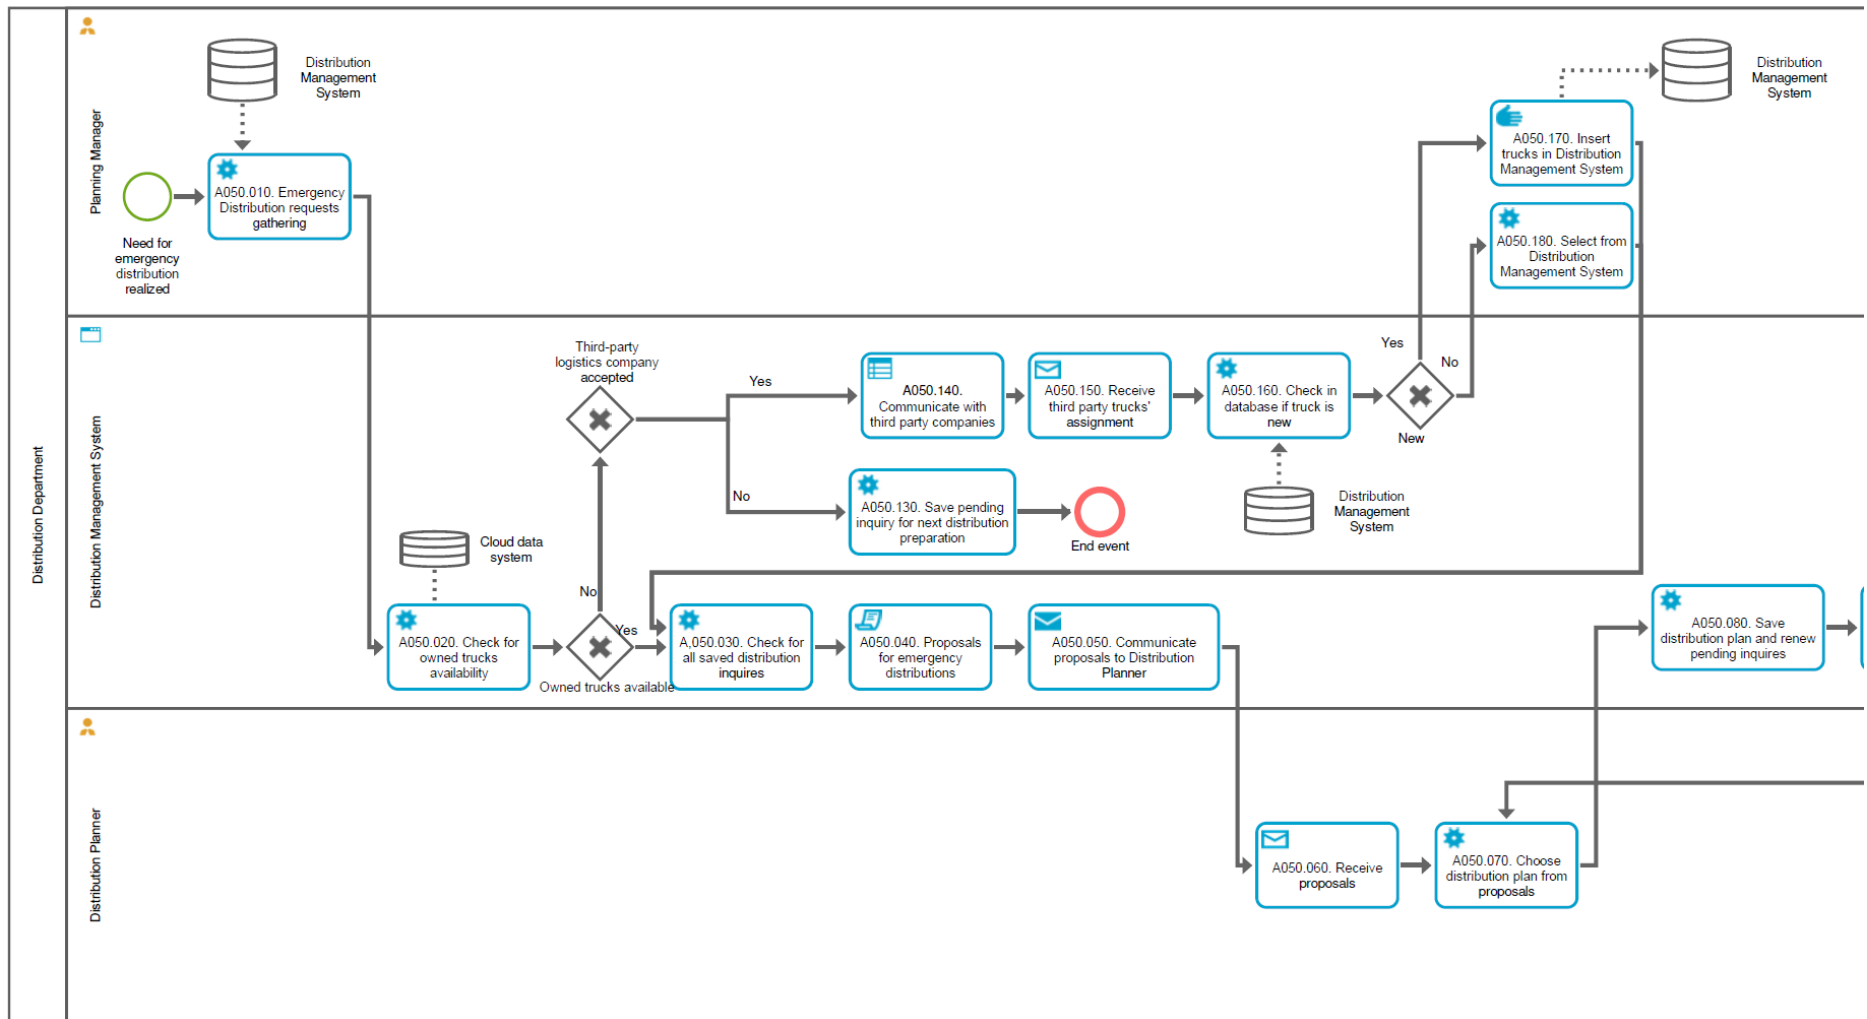 Distribution Department
Planning Manager
Distribution
Management
System
A050.010. Emergency
Distribution requests
gathering
Need for
emergency
distribution
realized
Distribution
Management
System
A050.170. Insert
trucks in Distribution
Management System
A050.180. Select from
Distribution
Management System
Distribution Management System
Third-party
logistics company
accepted
Yes
No
A050.140.
Communicate with
third party companies
A050.150. Receive
third party trucks'
assignment
A050.160. Check in
database if truck is
new
Yes
No
New
A050.130. Save pending
inquiry for next distribution
preparation
End event
Distribution
Management
System
Cloud data
system
No
Yes
A050.020. Check for
owned trucks
availability
Owned trucks available
A,050.030. Check for
all saved distribution
inquires
A050.040. Proposals
for emergency
distributions
A050.050. Communicate
proposals to Distribution
Planner
A050.080. Save
distribution plan and renew
pending inquires
Distribution Planner
A050.060. Receive
proposals
A050.070. Choose
distribution plan from
proposals